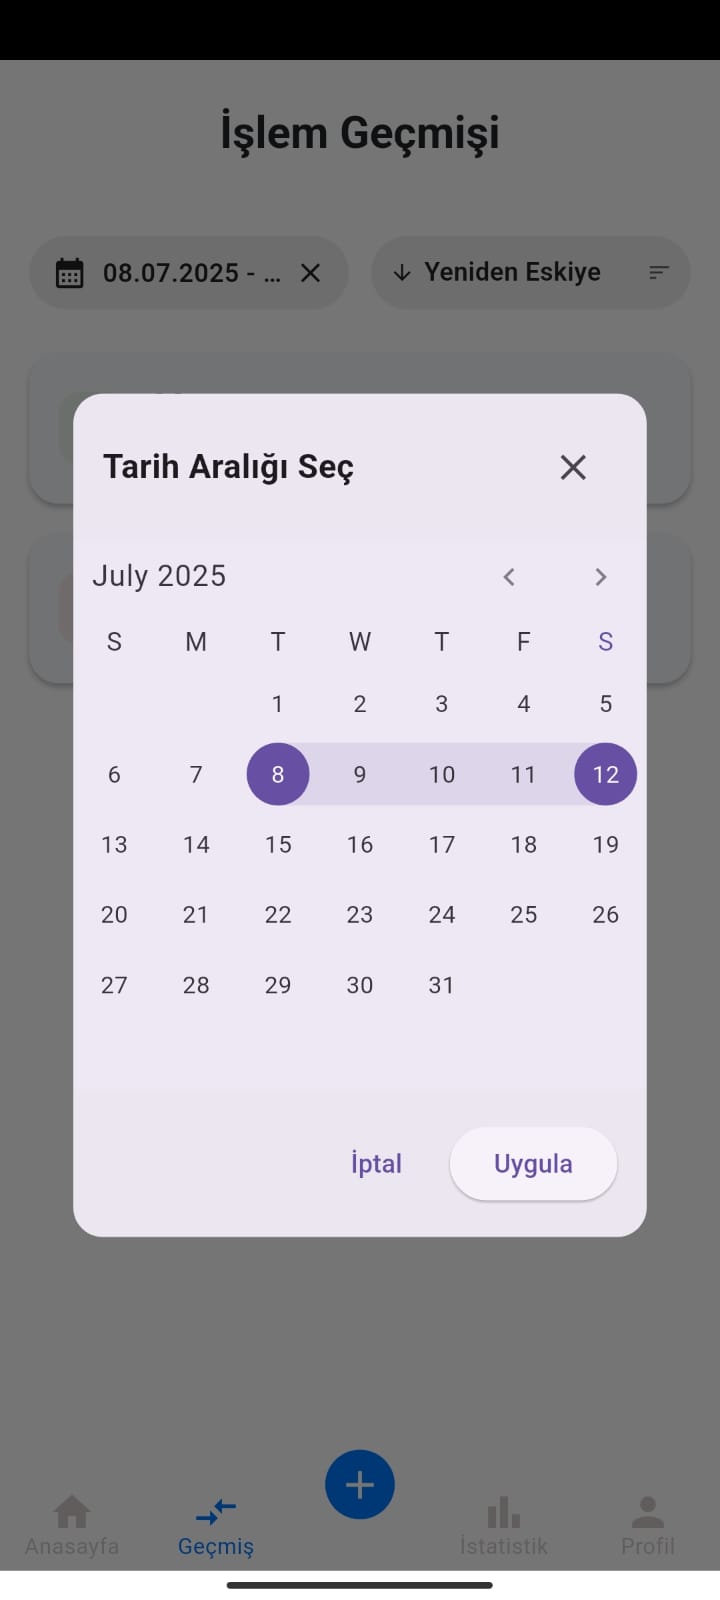 İşlem Geçmişi
08.07.2025 - ...
Yeniden Eskiye
Tarih Aralığı Seç
July 2025
S M T W T F S
1 2 3 4 5
6 7 8 9 10 11 12
13 14 15 16 17 18 19
20 21 22 23 24 25 26
27 28 29 30 31
İptal Uygula
Anasayfa Geçmiş İstatistik Profil